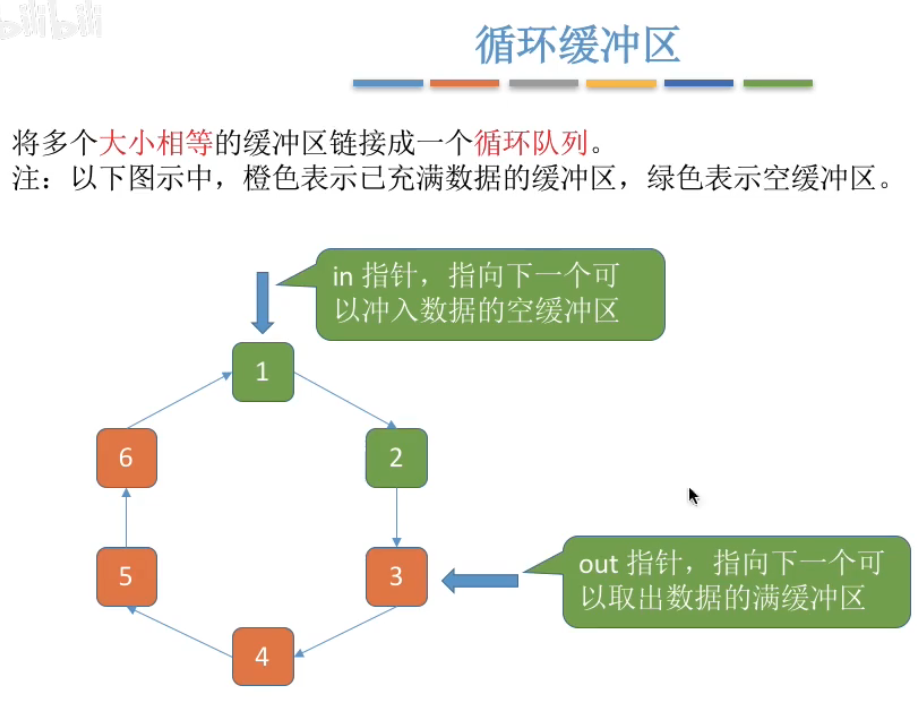 bilibili
循环缓冲区
将多个大小相等的缓冲区链接成一个循环队列。
注：以下图示中，橙色表示已充满数据的缓冲区，绿色表示空缓冲区。
in 指针，指向下一个可
以冲入数据的空缓冲区
1
6
2
5
3
out 指针，指向下一个可
以取出数据的满缓冲区
4